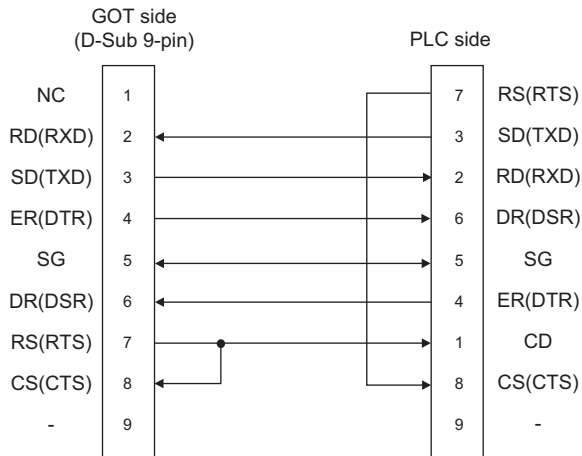 GOT side
(D-Sub 9-pin) PLC side
NC 1 7 RS(RTS)
RD(RXD) 2 3 SD(TXD)
SD(TXD) 3 2 RD(RXD)
ER(DTR) 4 6 DR(DSR)
SG 5 5 SG
DR(DSR) 6 4 ER(DTR)
RS(RTS) 7 1 CD
CS(CTS) 8 8 CS(CTS)
- 9 9 -